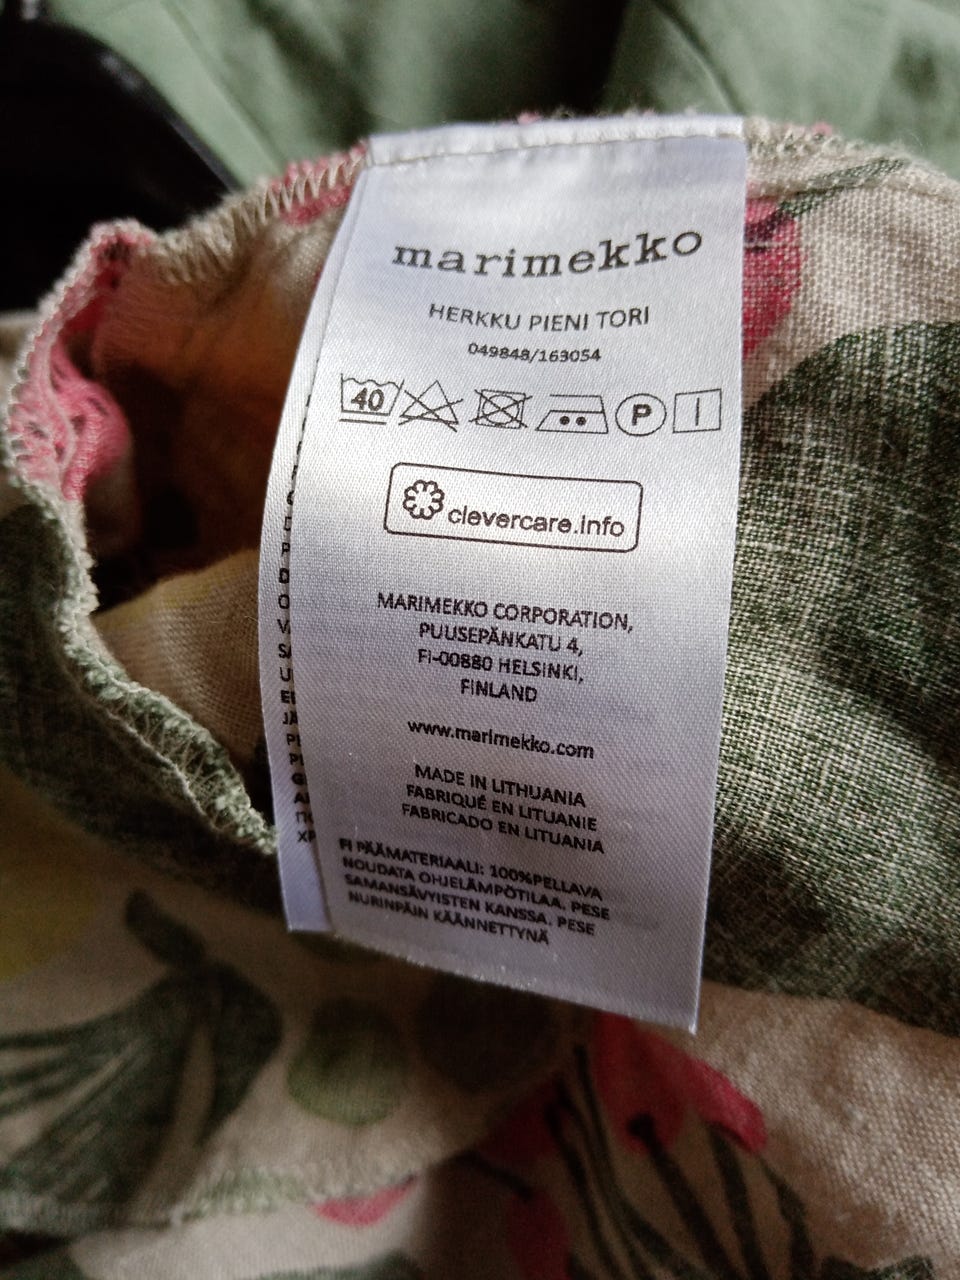 marimekko
HERKKU PIENI TORI
049848/163054
40 P
clevercare.info
MARIMEKKO CORPORATION,
PUUSEPÄNKATU 4,
FI-00880 HELSINKI,
FINLAND
www.marimekko.com
MADE IN LITHUANIA
FABRIQUÉ EN LITUANIE
FABRICADO EN LITUANIA
FI PÄÄMATERIAALI: 100%PELLAVA
NOUDATA OHJELÄMPÖTILAA. PESE
SAMANSÄVYISTEN KANSSA. PESE
NURINPÄIN KÄÄNNETTYNÄ